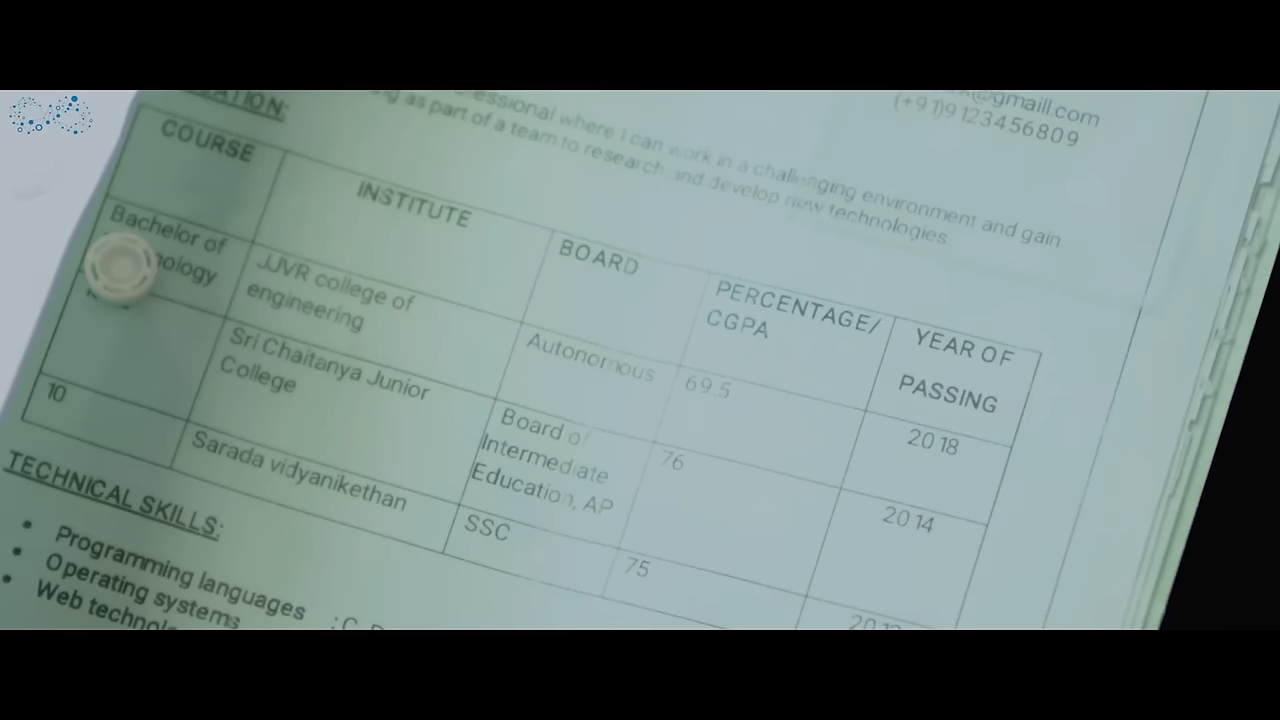 @gmaill.com
(+91)9123456809
essional where I can work in a challenging environment and gain
as part of a team to research and develop new technologies.
ATION:
COURSE INSTITUTE BOARD PERCENTAGE/ CGPA YEAR OF PASSING
Bachelor of nology JJVR college of engineering Autonomous 69.5 2018
Sri Chaitanya Junior College Board of Intermediate Education, AP 76 2014
10 Sarada vidyanikethan SSC 75
TECHNICAL SKILLS:
• Programming languages : C
• Operating systems
• Web technol